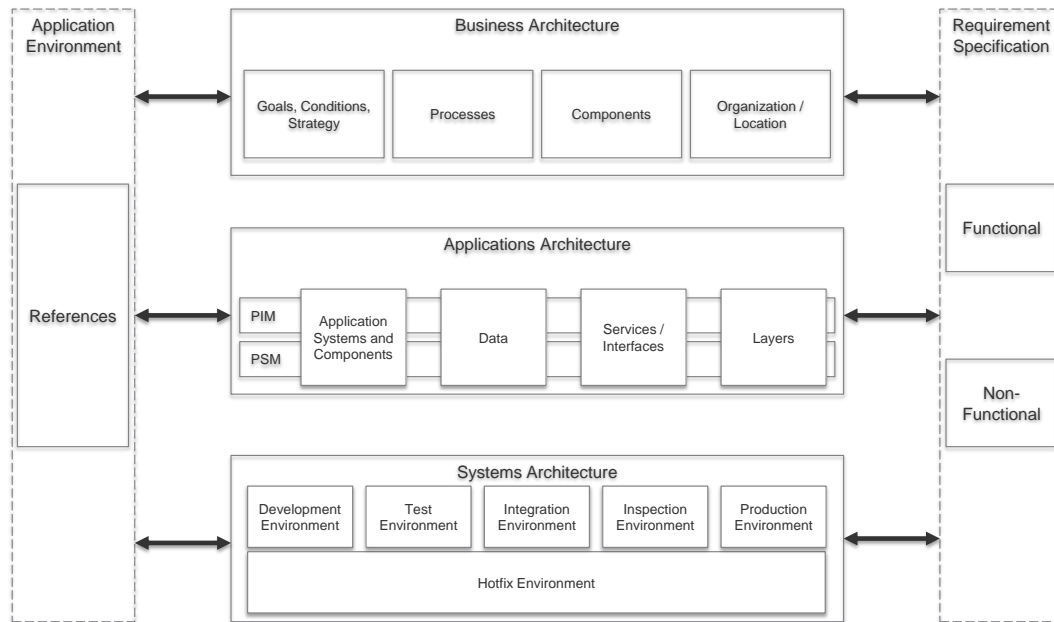 Application
Environment
References
Business Architecture
Goals, Conditions,
Strategy
Processes
Components
Organization /
Location
Applications Architecture
PIM
PSM
Application
Systems and
Components
Data
Services /
Interfaces
Layers
Systems Architecture
Development
Environment
Test
Environment
Integration
Environment
Inspection
Environment
Production
Environment
Hotfix Environment
Requirement
Specification
Functional
Non-
Functional